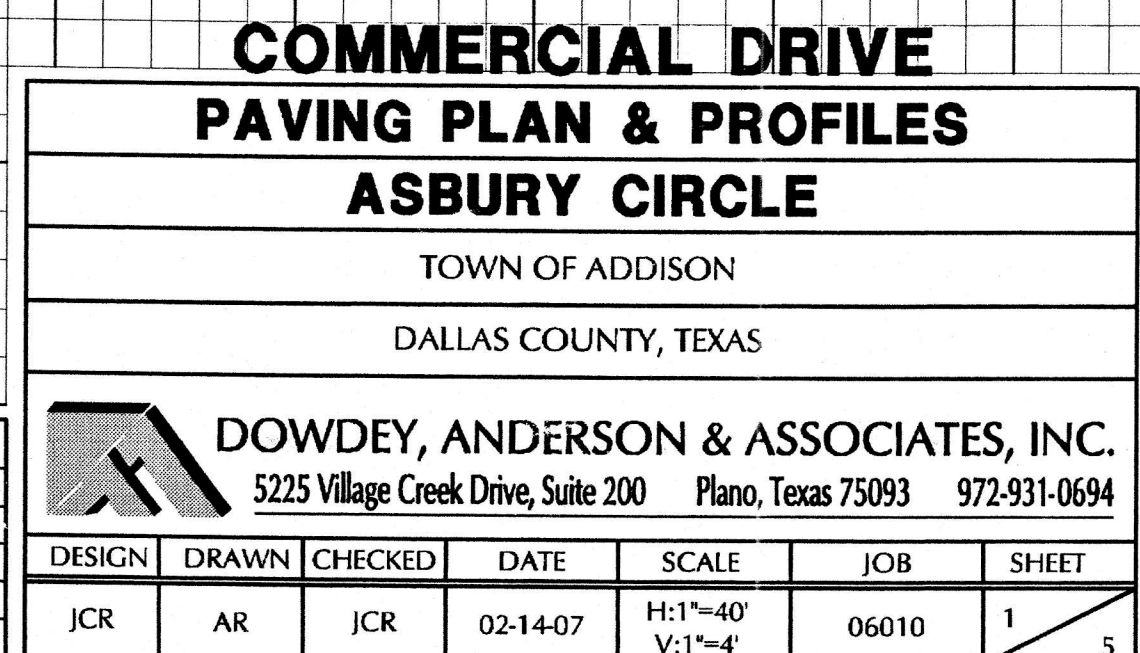 COMMERCIAL DRIVE
PAVING PLAN & PROFILES
ASBURY CIRCLE
TOWN OF ADDISON
DALLAS COUNTY, TEXAS
DOWDEY, ANDERSON & ASSOCIATES, INC.
5225 Village Creek Drive, Suite 200 Plano, Texas 75093 972-931-0694
DESIGN DRAWN CHECKED DATE SCALE JOB SHEET
JCR AR JCR 02-14-07 H:1"=40' V:1"=4' 06010 1/5